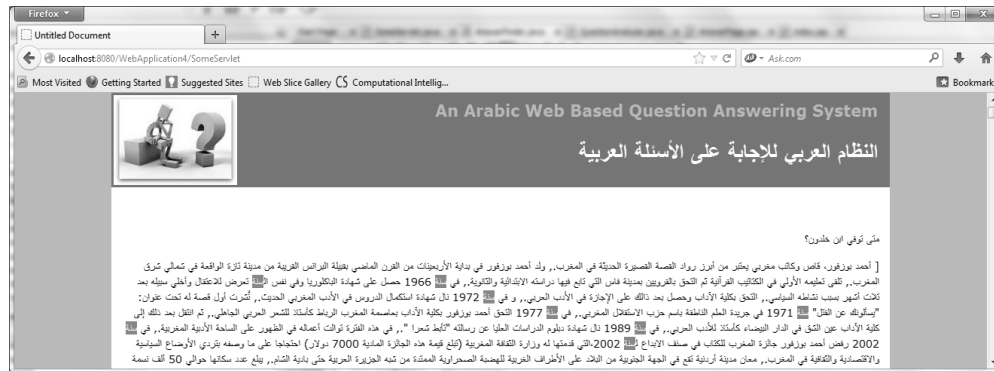 Firefox
Untitled Document
+
localhost:8080/WebApplication4/SomeServlet
Ask.com
Most Visited Getting Started Suggested Sites Web Slice Gallery Computational Intellig...
Bookmark
An Arabic Web Based Question Answering System
النظام العربي للإجابة على الأسئلة العربية
متى توفي ابن خلدون؟
[ أحمد بوزفور، قاص وكاتب مغربي يعتبر من أبرز رواد القصة القصيرة الحديثة في المغرب., ولد أحمد بوزفور في بداية الأربعينات من القرن الماضي بقبيلة البرانس القريبة من مدينة تازة الواقعة في شمالي شرق
المغرب., تلقى تعليمه الأولي في الكتاتيب القرآنية ثم التحق بالقرويين بمدينة فاس التي تابع فيها دراسته الابتدائية والثانوية., في سنة 1966 حصل على شهادة الباكلوريا وفي نفس السنة تعرض للاعتقال وأخلي سبيله بعد
ثلاث أشهر بسبب نشاطه السياسي., التحق بكلية الآداب وحصل بعد ذالك على الإجازة في الأدب العربي., و في سنة 1972 نال شهادة استكمال الدروس في الأدب المغربي الحديث., نُشرت أول قصة له تحت عنوان:
"يسألونك عن القتل" سنة 1971 في جريدة العلم الناطقة باسم حزب الاستقلال المغربي., في سنة 1977 التحق أحمد بوزفور بكلية الآداب بعاصمة المغرب الرباط كأستاذ للشعر العربي الجاهلي., ثم انتقل بعد ذلك إلى
كلية الآداب عين الشق في الدار البيضاء كأستاذ للأدب العربي., في سنة 1989 نال شهادة دبلوم الدراسات العليا عن رسالته "تأبط شعرا"., في هذه الفترة توالت أعماله في الظهور على الساحة الأدبية المغربية., في سنة
2002 رفض أحمد بوزفور جائزة المغرب للكتاب في صنف الابداع لسنة 2002،التي قدمتها له وزارة الثقافة المغربية (تبلغ قيمة هذه الجائزة المادية 7000 دولار) احتجاجا على ما وصفه بتردي الأوضاع السياسية
والاقتصادية والثقافية في المغرب., معان مدينة أردنية تقع في الجهة الجنوبية من البلاد على الأطراف الغربية للهضبة الصحراوية الممتدة من شبه الجزيرة العربية حتى بادية الشام., يبلغ عدد سكانها حوالي 50 ألف نسمة